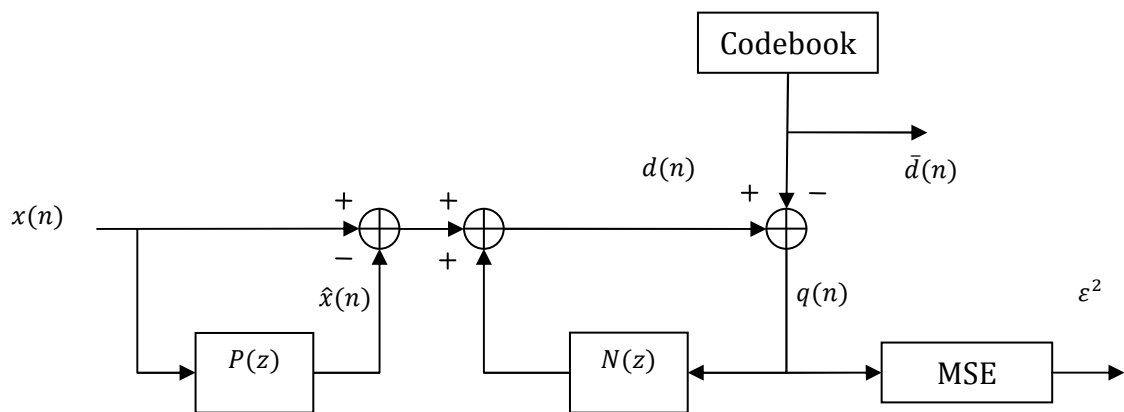 Codebook
d(n)
d̄(n)
+ −
+ +
x(n)
− +
x̂(n)
q(n)
ε²
P(z)
N(z)
MSE